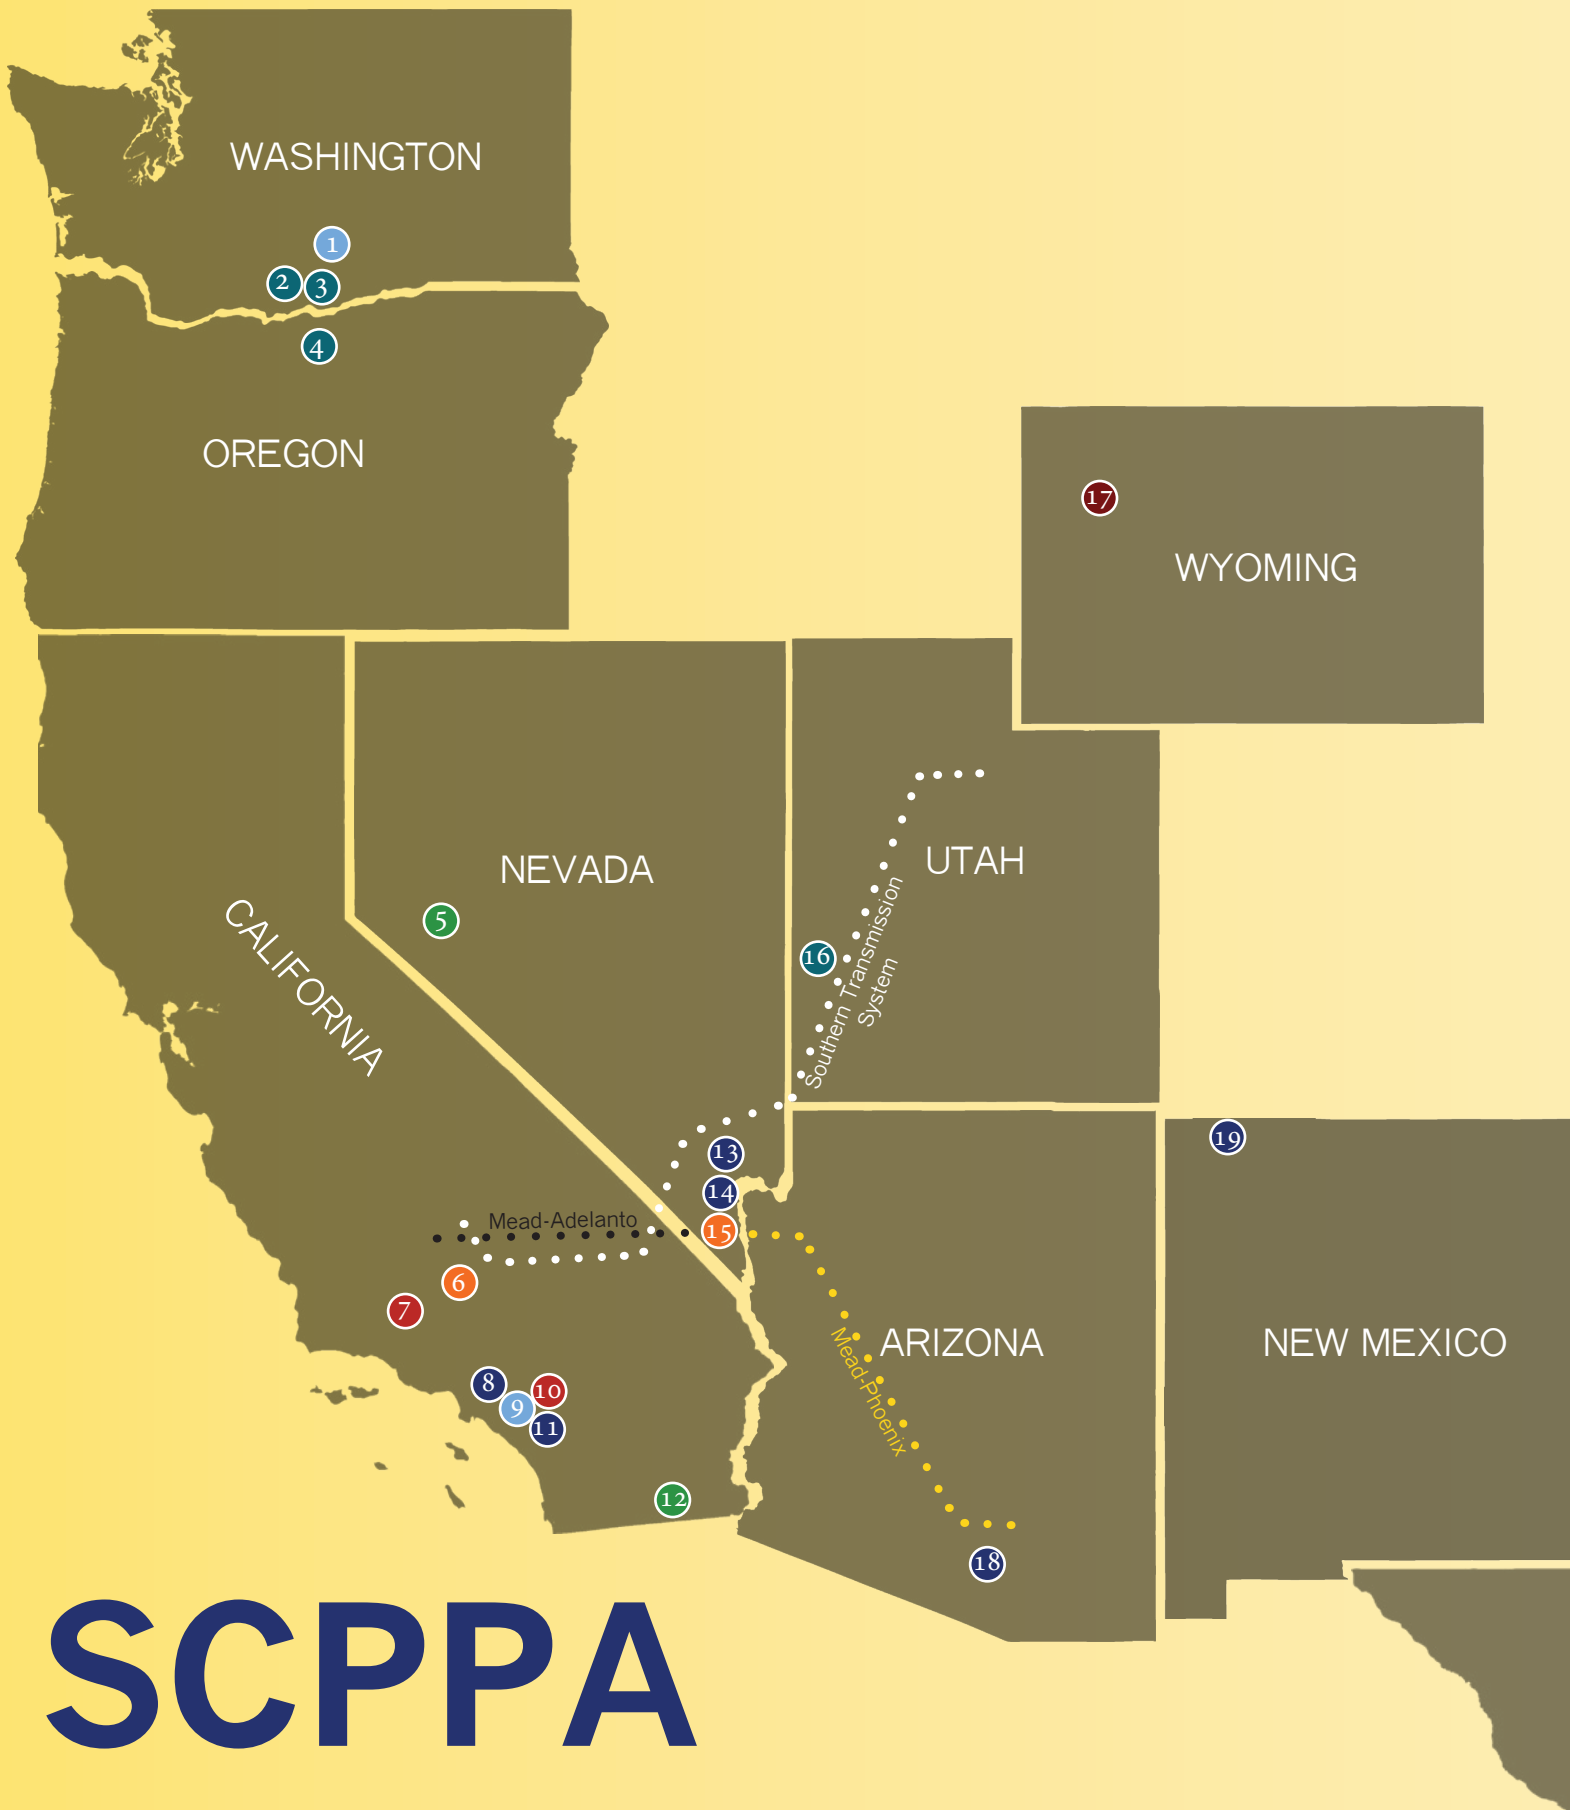 WASHINGTON
1
2
3
4
OREGON
17
WYOMING
NEVADA
UTAH
5
CALIFORNIA
16
Southern Transmission
System
13
19
14
Mead-Adelanto
15
6
7
ARIZONA
NEW MEXICO
Mead-Phoenix
8
10
9
11
12
18
SCPPA